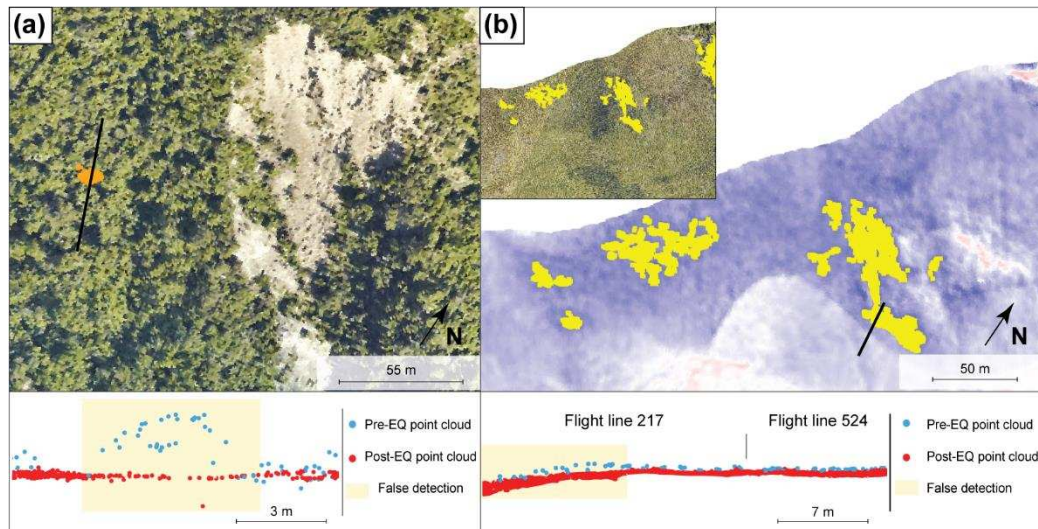 (a)
N
55 m
(b)
N
50 m
Pre-EQ point cloud
Post-EQ point cloud
False detection
3 m
Flight line 217
Flight line 524
Pre-EQ point cloud
Post-EQ point cloud
False detection
7 m